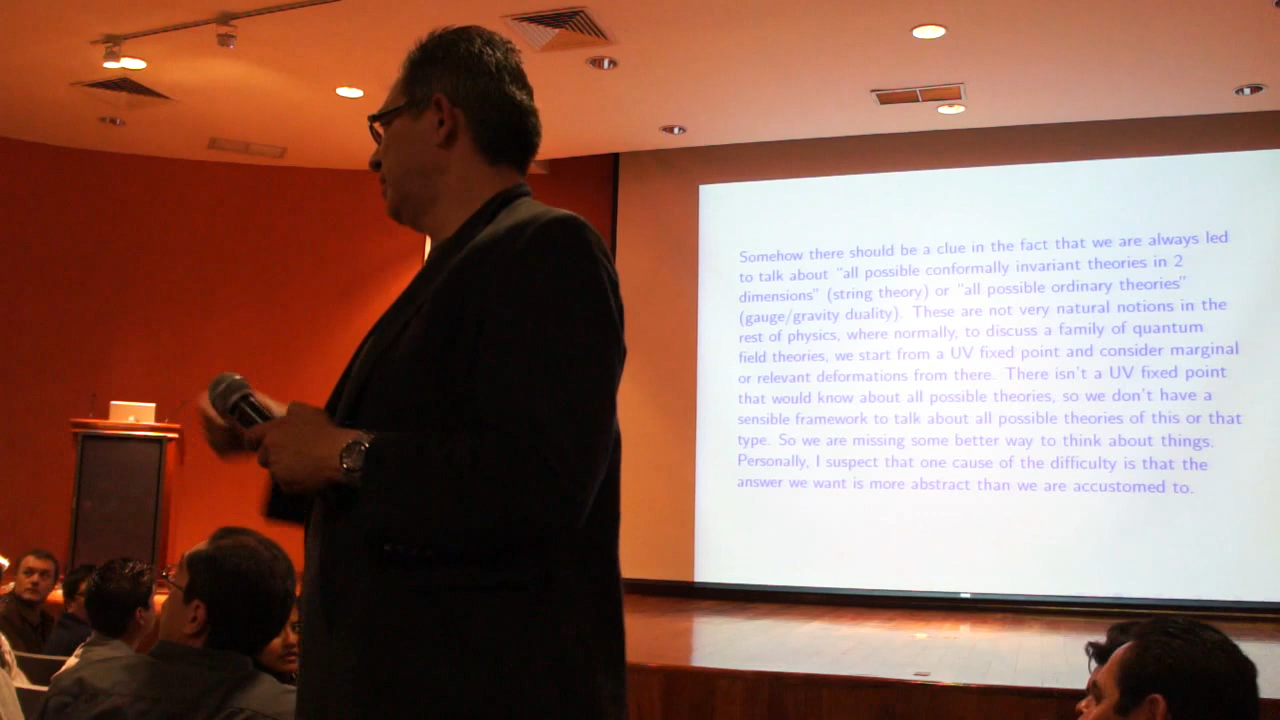 Somehow there should be a clue in the fact that we are always led
to talk about "all possible conformally invariant theories in 2
dimensions" (string theory) or "all possible ordinary theories"
(gauge/gravity duality). These are not very natural notions in the
rest of physics, where normally, to discuss a family of quantum
field theories, we start from a UV fixed point and consider marginal
or relevant deformations from there. There isn't a UV fixed point
that would know about all possible theories, so we don't have a
sensible framework to talk about all possible theories of this or that
type. So we are missing some better way to think about things.
Personally, I suspect that one cause of the difficulty is that the
answer we want is more abstract than we are accustomed to.